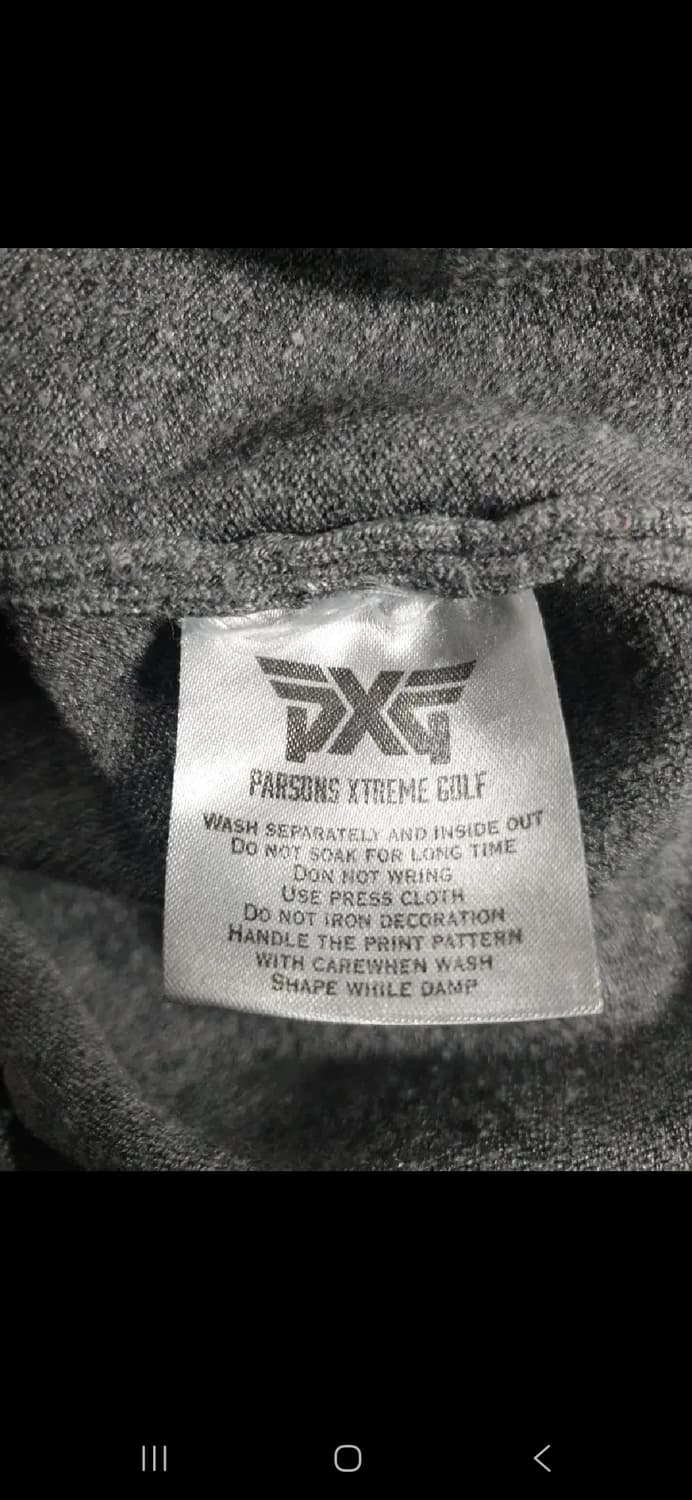 PXG
PARSONS XTREME GOLF
WASH SEPARATELY AND INSIDE OUT
DO NOT SOAK FOR LONG TIME
DON NOT WRING
USE PRESS CLOTH
DO NOT IRON DECORATION
HANDLE THE PRINT PATTERN
WITH CAREWHEN WASH
SHAPE WHILE DAMP